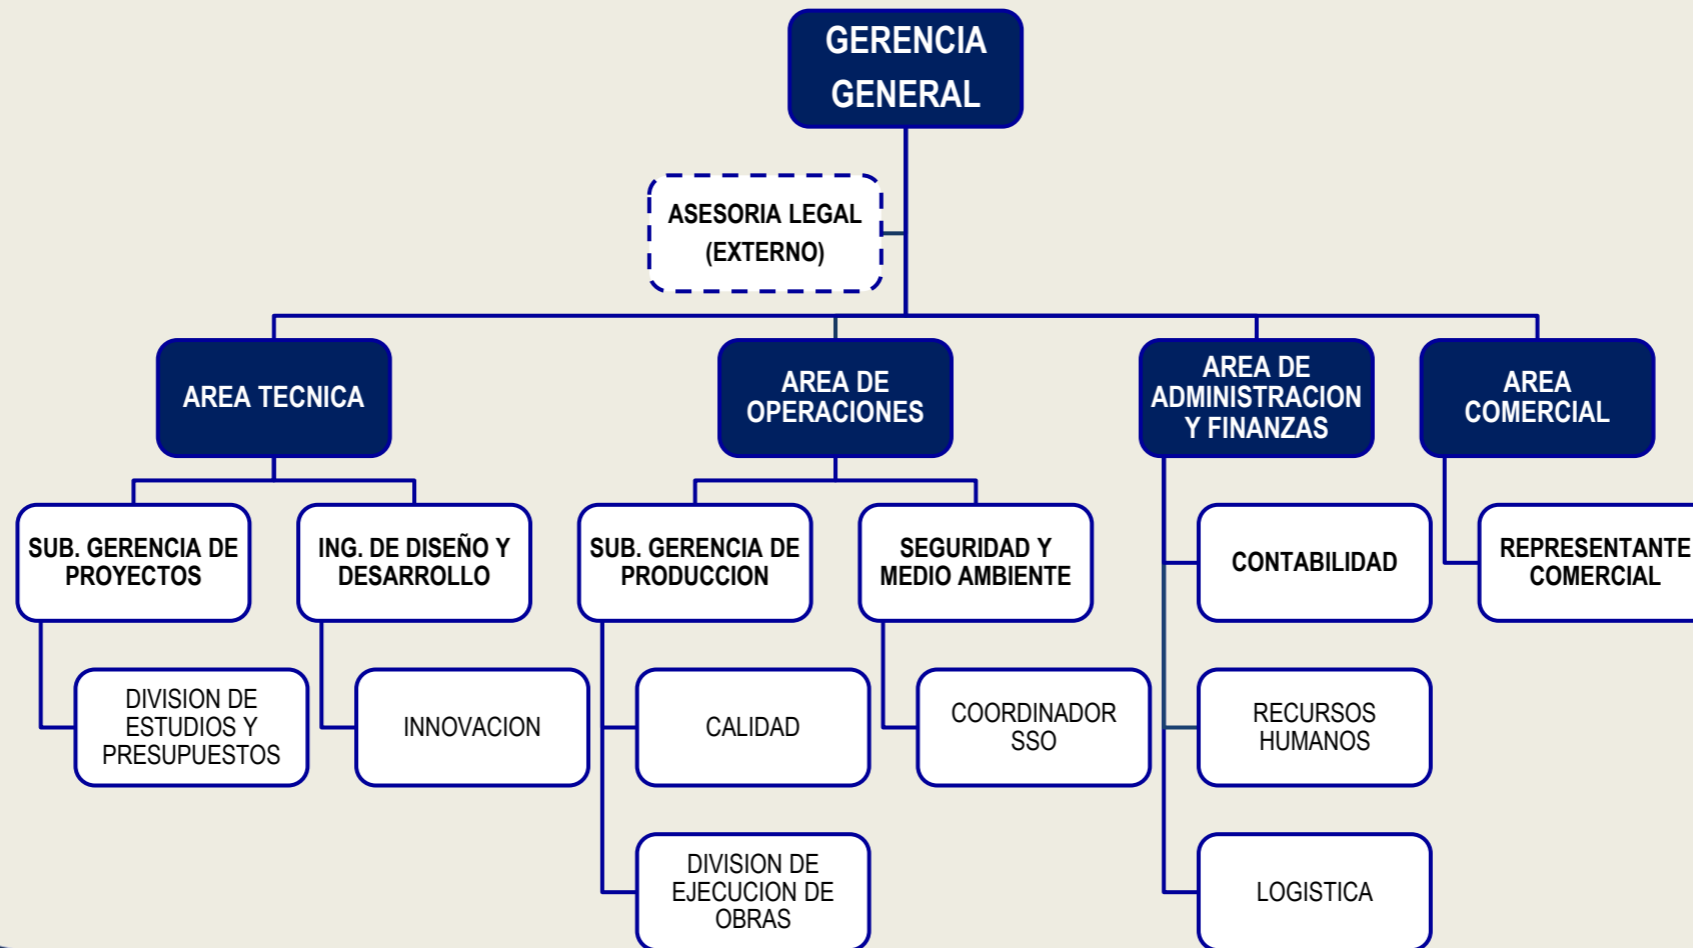 GERENCIA
GENERAL
ASESORIA LEGAL
(EXTERNO)
AREA TECNICA
AREA DE
OPERACIONES
AREA DE
ADMINISTRACION
Y FINANZAS
AREA
COMERCIAL
SUB. GERENCIA DE
PROYECTOS
ING. DE DISEÑO Y
DESARROLLO
SUB. GERENCIA DE
PRODUCCION
SEGURIDAD Y
MEDIO AMBIENTE
CONTABILIDAD
REPRESENTANTE
COMERCIAL
DIVISION DE
ESTUDIOS Y
PRESUPUESTOS
INNOVACION
CALIDAD
COORDINADOR
SSO
RECURSOS
HUMANOS
DIVISION DE
EJECUCION DE
OBRAS
LOGISTICA